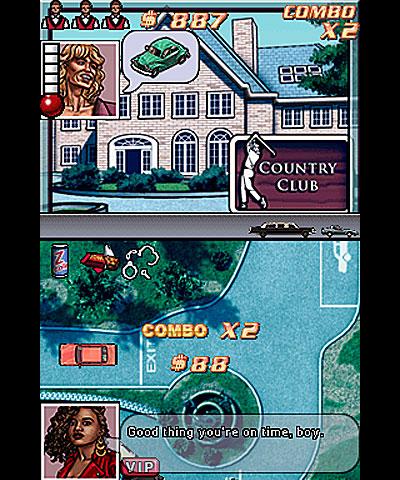 $ 887
COMBO
X2
COUNTRY
CLUB
Z
EXIT
COMBO X2
$88
Good thing you're on time, boy.
VIP